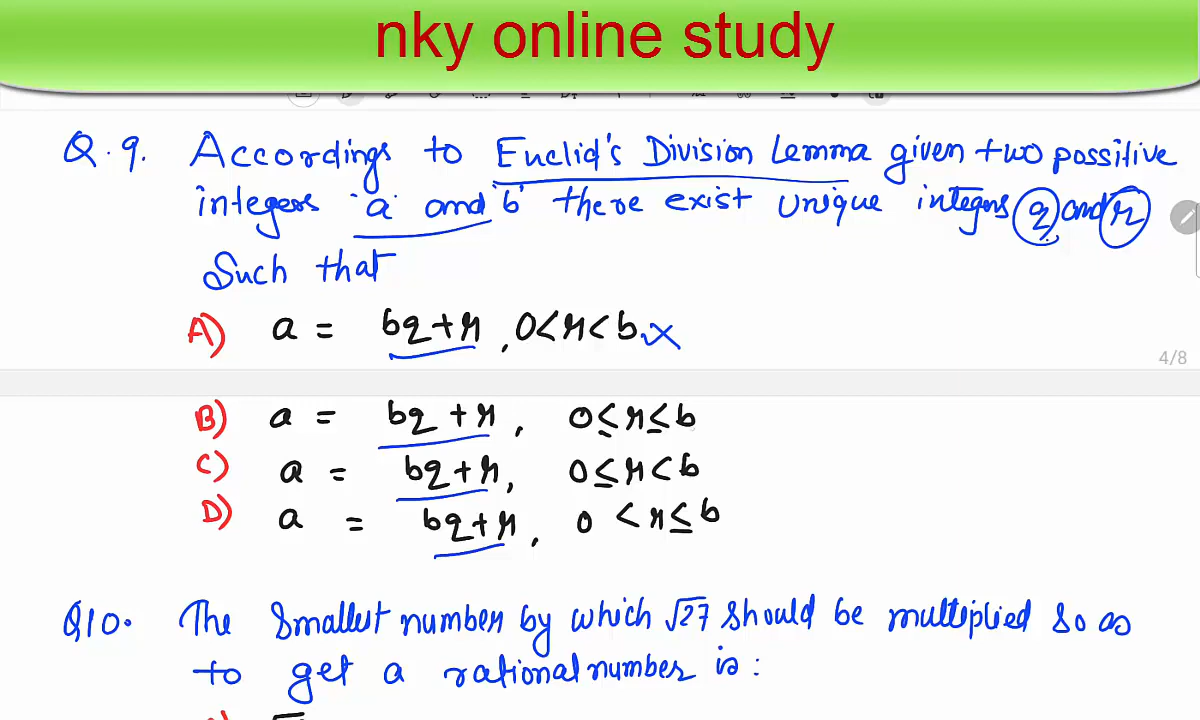 nky online study
Q.9. Accordings to Euclid's Division Lemma given two possitive
integers 'a' and 'b' there exist unique integers q and r
Such that
A) a = bq+r, 0<r<b x
4/8
B) a = bq+r, 0≤r≤b
C) a = bq+r, 0≤r<b
D) a = bq+r, 0<r≤b
Q10. The smallest number by which √27 should be multiplied so as
to get a rational number is: